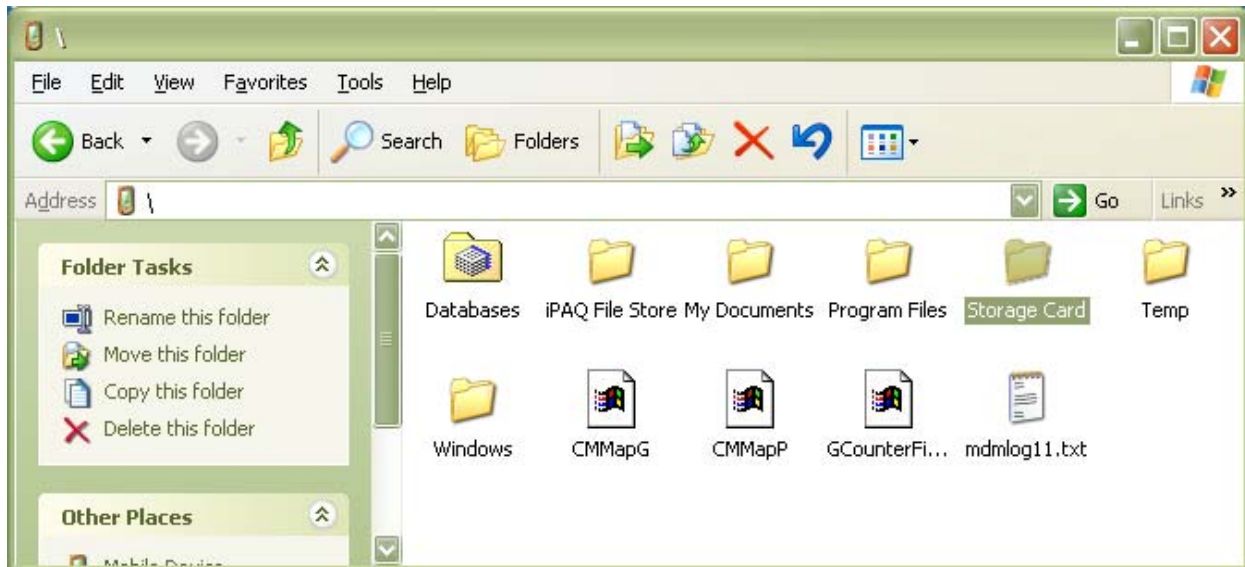 \
File Edit View Favorites Tools Help
Back Search Folders
Address \ Go Links »
Folder Tasks
Rename this folder
Move this folder
Copy this folder
Delete this folder
Other Places
Mobile Device
Databases iPAQ File Store My Documents Program Files Storage Card Temp
Windows CMMapG CMMapP GCounterFi... mdmlog11.txt